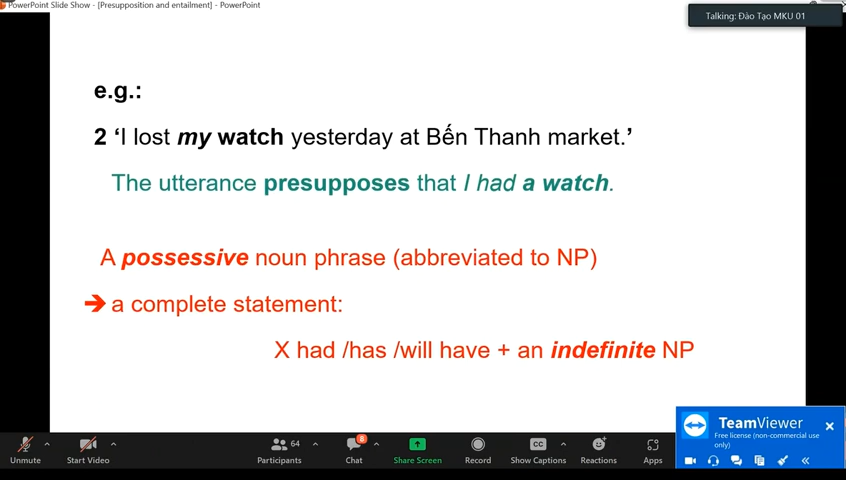 PowerPoint Slide Show - [Presupposition and entailment] - PowerPoint
Talking: Đào Tạo MKU 01
e.g.:
2 ‘I lost my watch yesterday at Bến Thanh market.’
The utterance presupposes that I had a watch.
A possessive noun phrase (abbreviated to NP)
➔ a complete statement:
X had /has /will have + an indefinite NP
TeamViewer
Free license (non-commercial use
only)
Unmute
Start Video
64
Participants
8
Chat
Share Screen
Record
CC
Show Captions
Reactions
Apps